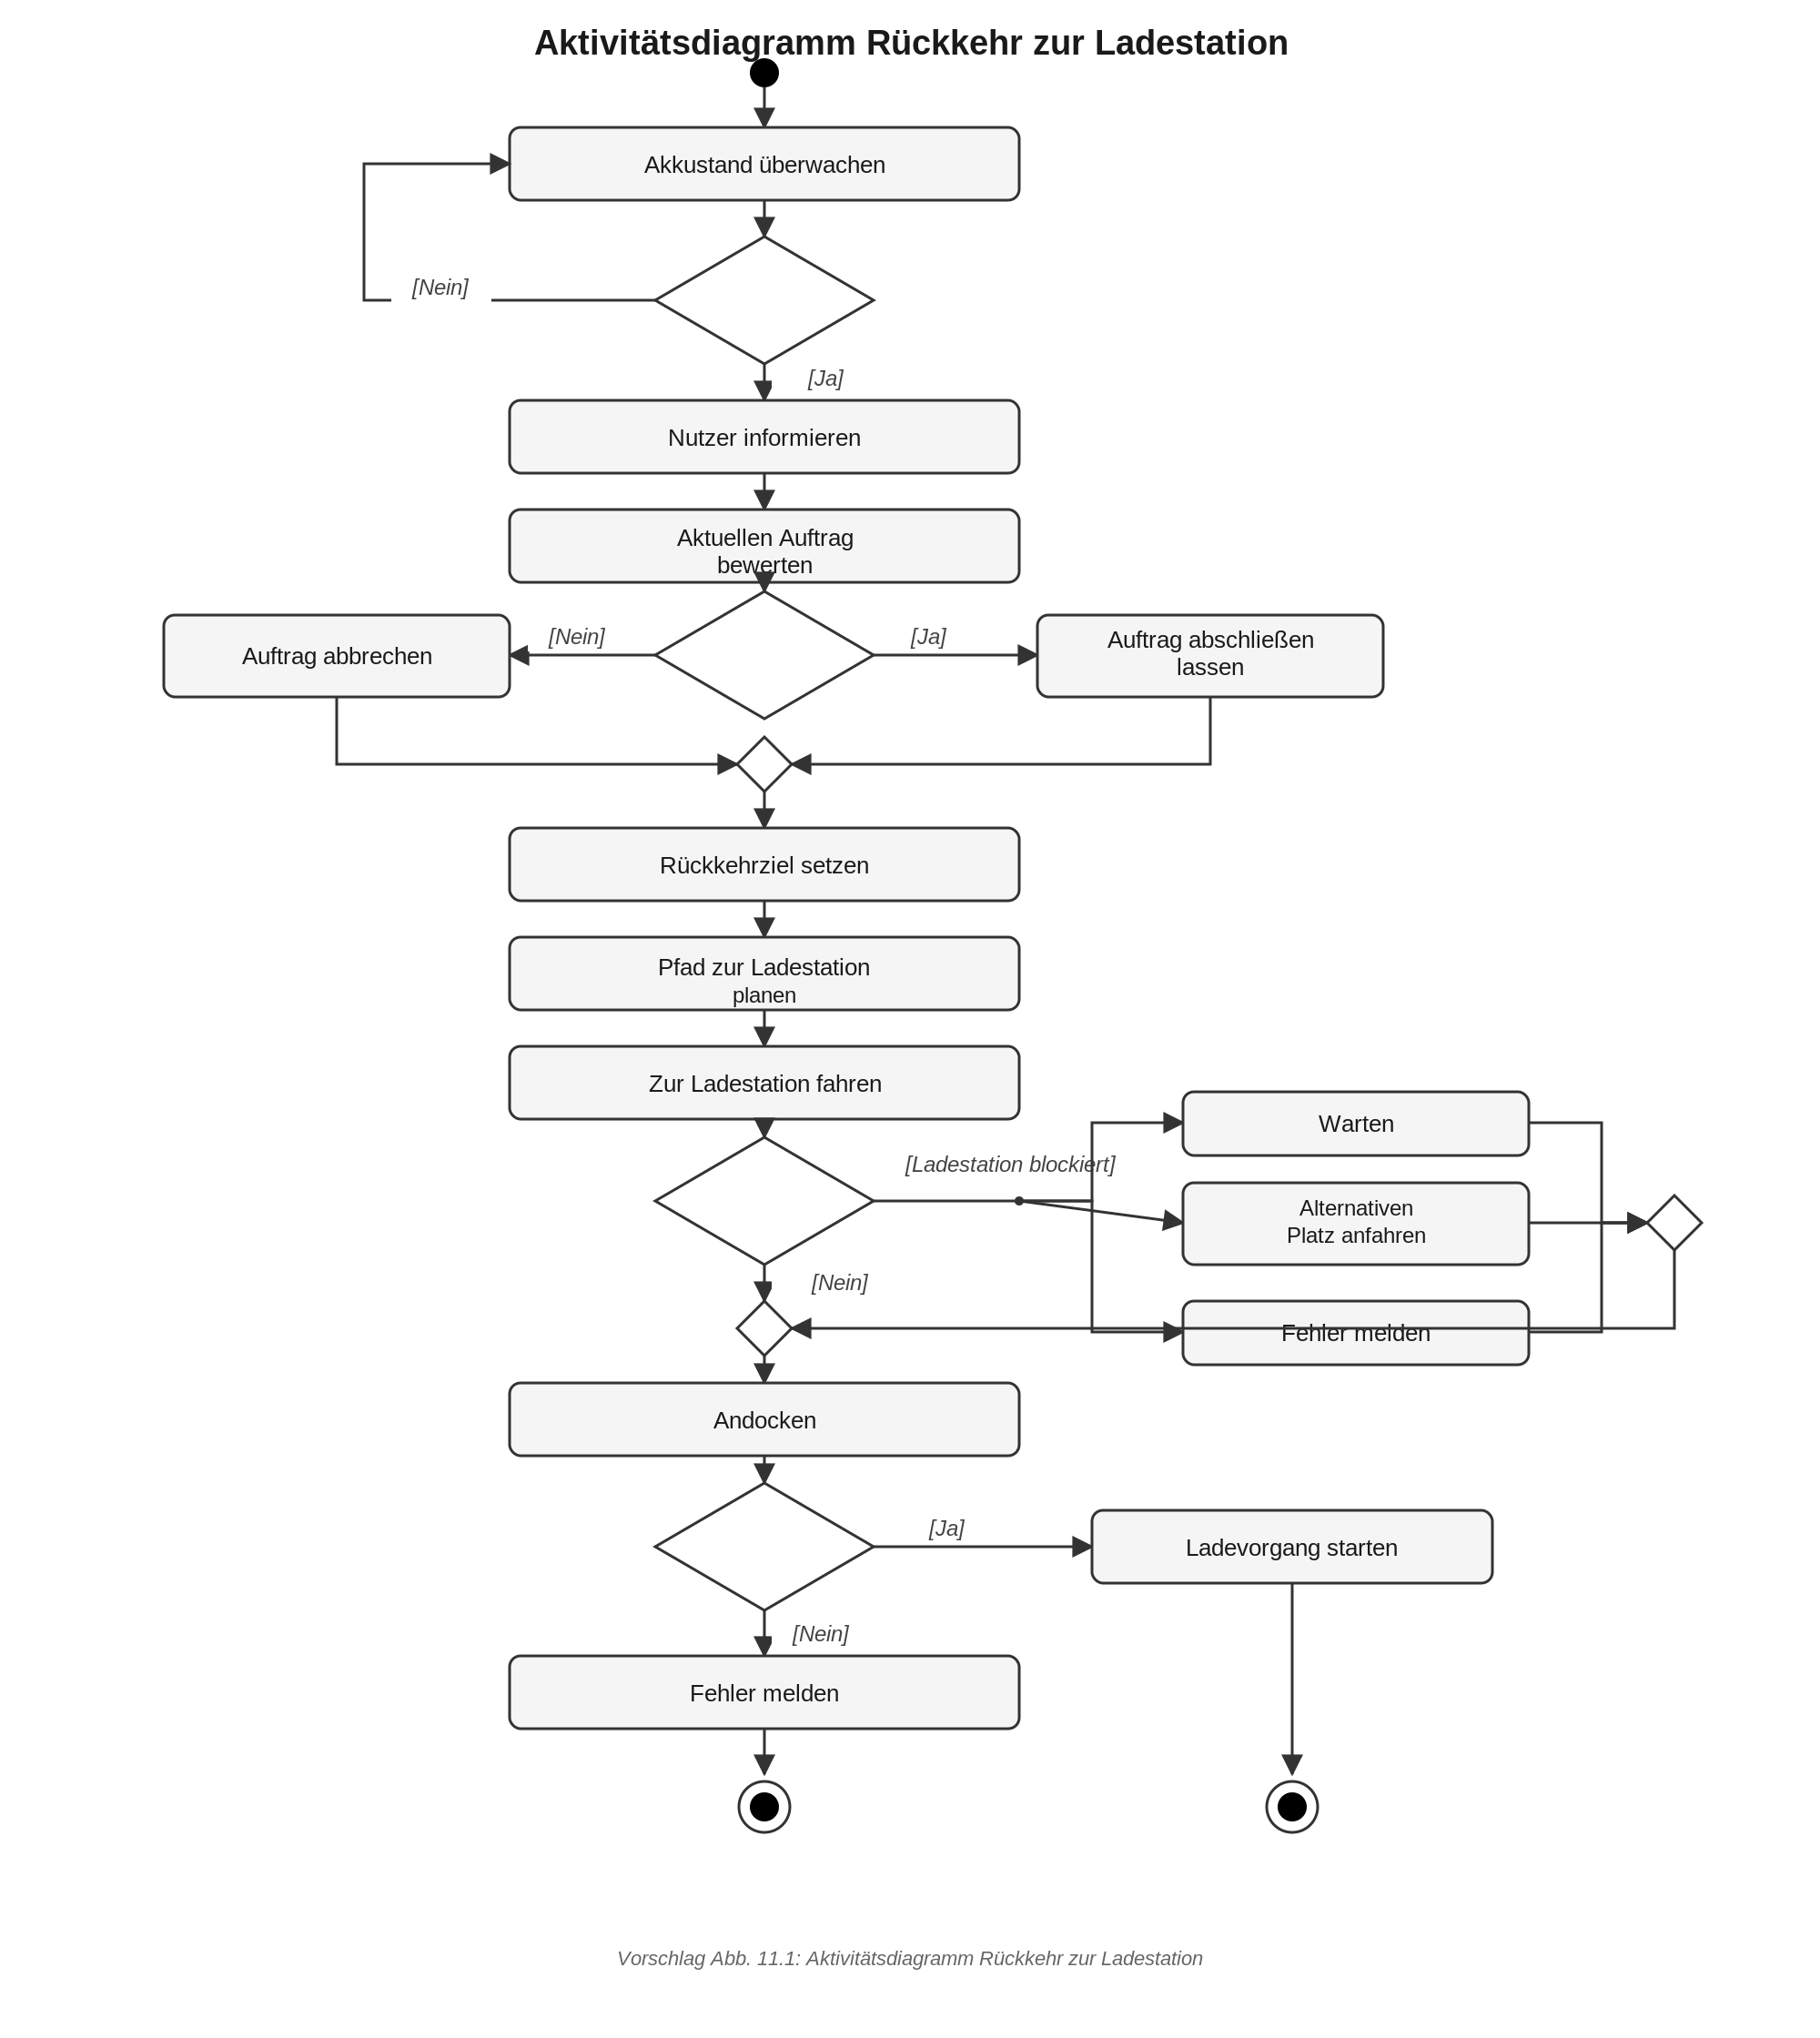 Aktivitätsdiagramm Rückkehr zur Ladestation
Akkustand überwachen
[Nein]
[Ja]
Nutzer informieren
Aktuellen Auftrag
bewerten
Auftrag abbrechen
[Nein]
[Ja]
Auftrag abschließen
lassen
Rückkehrziel setzen
Pfad zur Ladestation
planen
Zur Ladestation fahren
[Ladestation blockiert]
Warten
Alternativen
Platz anfahren
[Nein]
Fehler melden
Andocken
[Ja]
Ladevorgang starten
[Nein]
Fehler melden
Vorschlag Abb. 11.1: Aktivitätsdiagramm Rückkehr zur Ladestation